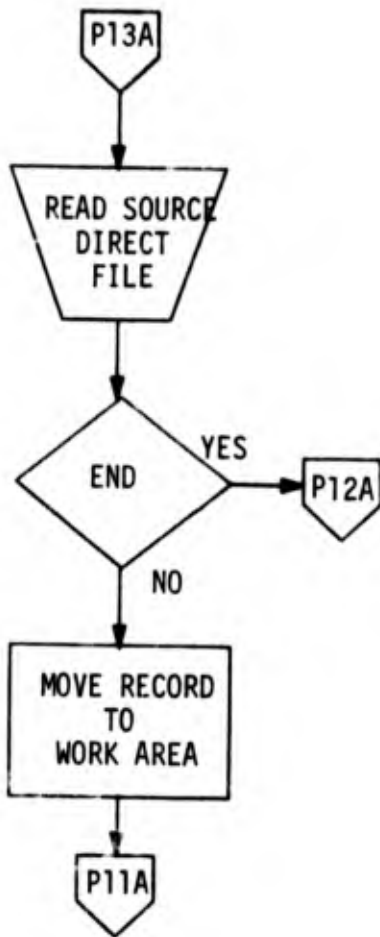 P13A
READ SOURCE
DIRECT
FILE
END
YES
P12A
NO
MOVE RECORD
TO
WORK AREA
P11A